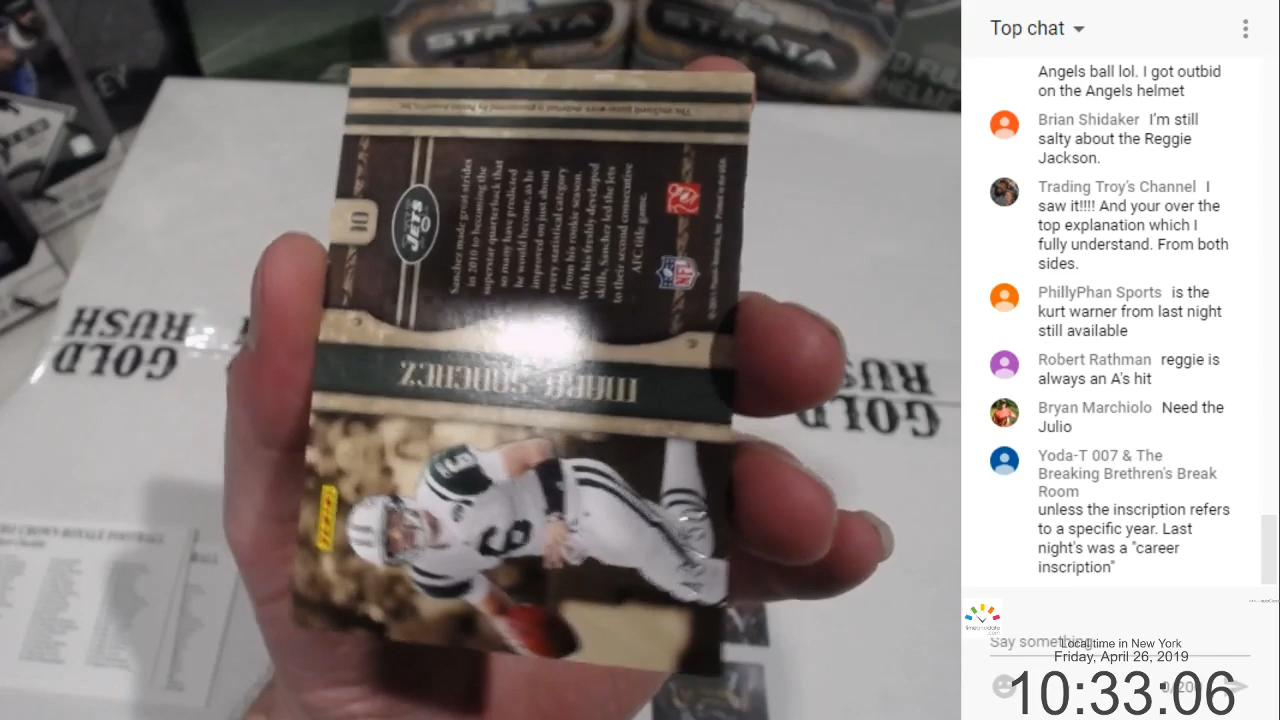 STRATA
STRATA
GOLD
RUSH
GOLD
RUSH
10
JETS
Sanchez made great strides
in 2010 to becoming the
superstar quarterback that
so many have predicted
he would become, as he
improved on just about
every statistical category
from his rookie season.
With his freshly developed
skills, Sanchez led the Jets
to their second consecutive
AFC title game.
NFL
MARK SANCHEZ
Top chat
Angels ball lol. I got outbid
on the Angels helmet
Brian Shidaker I'm still
salty about the Reggie
Jackson.
Trading Troy's Channel I
saw it!!!! And your over the
top explanation which I
fully understand. From both
sides.
PhillyPhan Sports is the
kurt warner from last night
still available
Robert Rathman reggie is
always an A's hit
Bryan Marchiolo Need the
Julio
Yoda-T 007 & The
Breaking Brethren's Break
Room
unless the inscription refers
to a specific year. Last
night's was a "career
inscription"
Say something...
Local time in New York
Friday, April 26, 2019
10:33:06